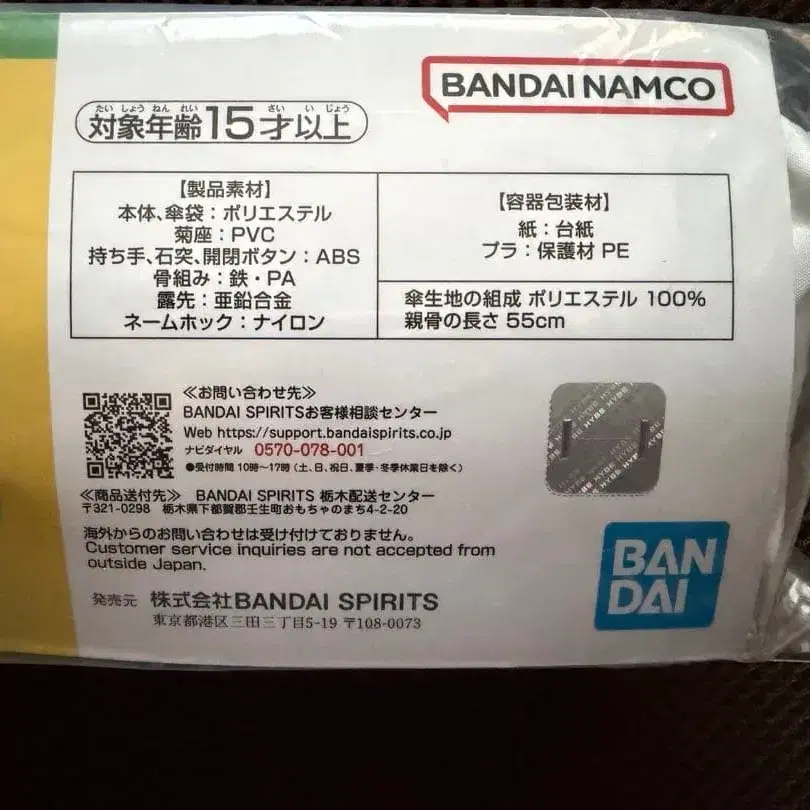 BANDAI NAMCO
たいしょうねんれい さいいじょう
対象年齢15才以上
【製品素材】
本体、傘袋：ポリエステル
菊座：PVC
持ち手、石突、開閉ボタン：ABS
骨組み：鉄・PA
露先：亜鉛合金
ネームホック：ナイロン
【容器包装材】
紙：台紙
プラ：保護材 PE
傘生地の組成 ポリエステル 100%
親骨の長さ 55cm
≪お問い合わせ先≫
BANDAI SPIRITSお客様相談センター
Web https://support.bandaispirits.co.jp
ナビダイヤル 0570-078-001
●受付時間 10時〜17時（土、日、祝日、夏季・冬季休業日を除く）
≪商品送付先≫ BANDAI SPIRITS 栃木配送センター
〒321-0298 栃木県下都賀郡壬生町おもちゃのまち4-2-20
海外からのお問い合わせは受け付けておりません。
Customer service inquiries are not accepted from
outside Japan.
発売元 株式会社BANDAI SPIRITS
東京都港区三田三丁目5-19 〒108-0073
HYBE HYBE HYBE
BAN
DAI